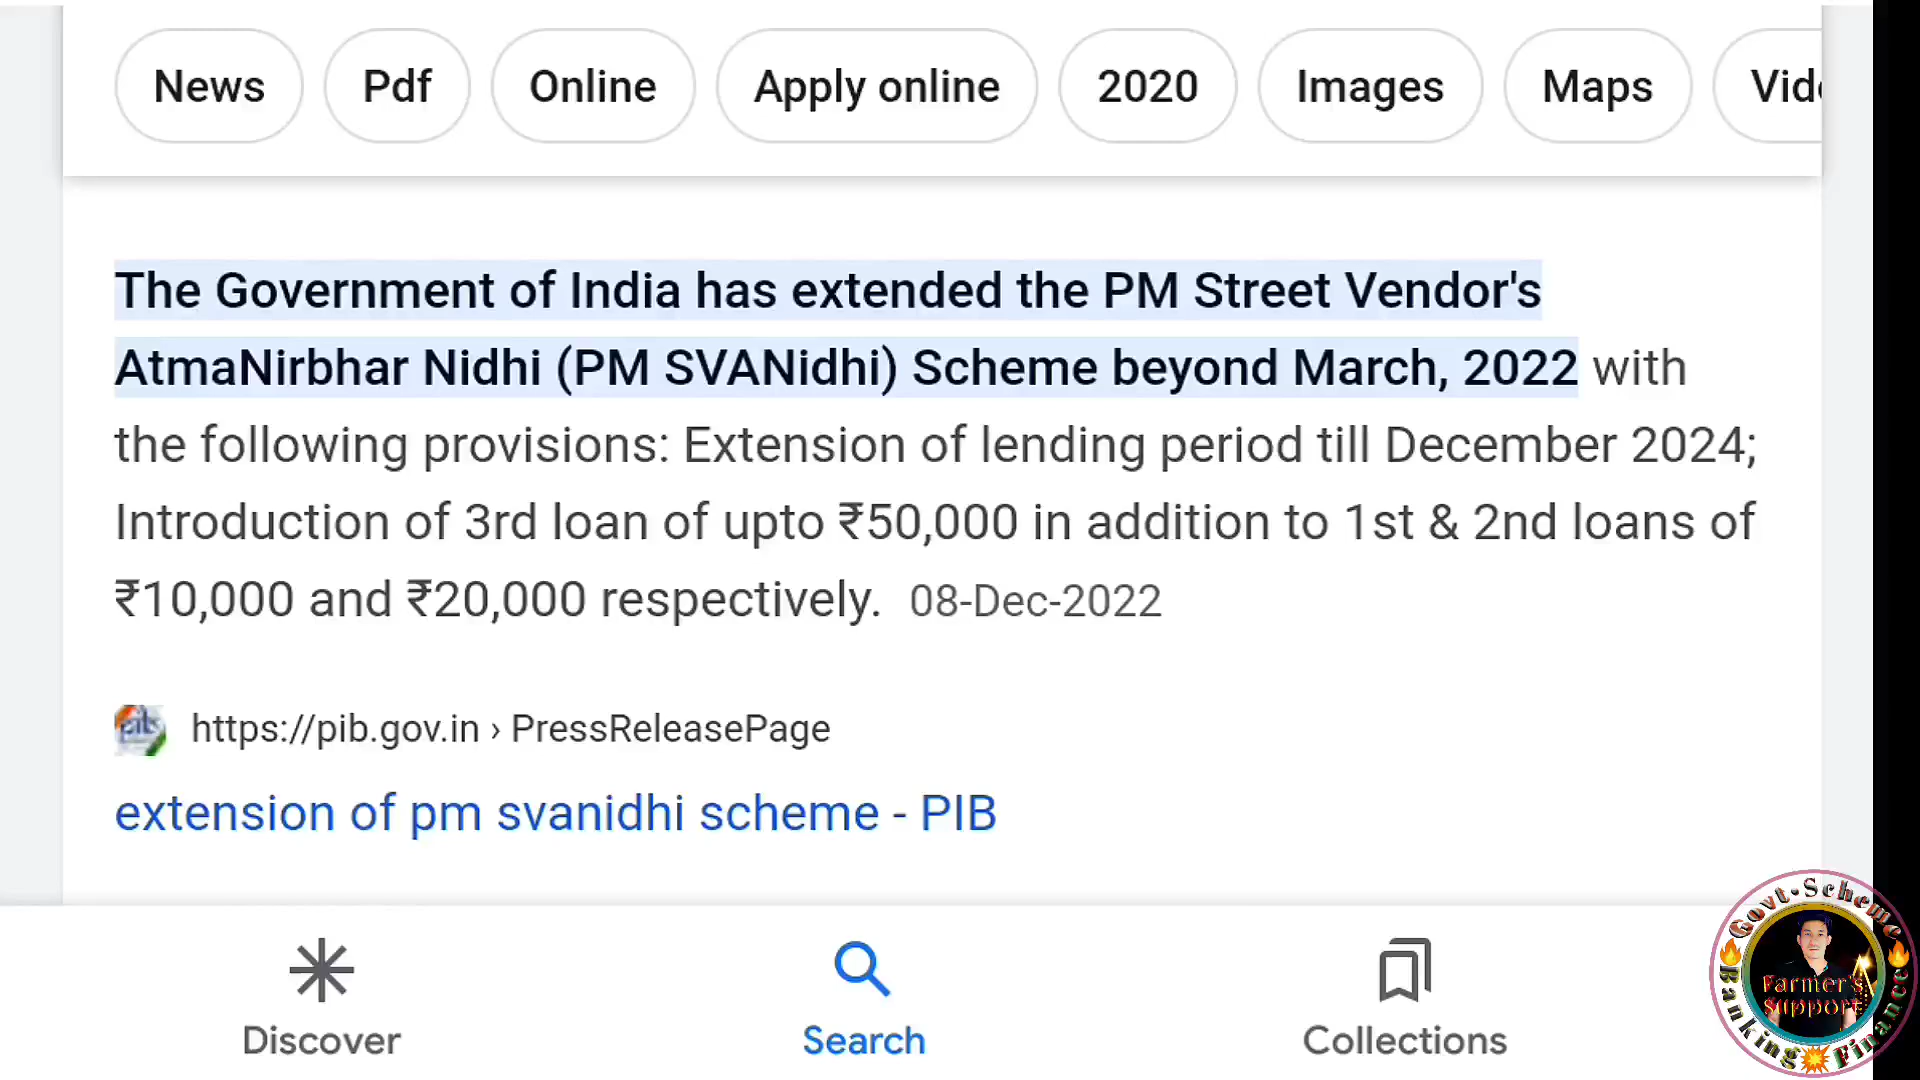 News Pdf Online Apply online 2020 Images Maps Vid
The Government of India has extended the PM Street Vendor's
AtmaNirbhar Nidhi (PM SVANidhi) Scheme beyond March, 2022 with
the following provisions: Extension of lending period till December 2024;
Introduction of 3rd loan of upto ₹50,000 in addition to 1st & 2nd loans of
₹10,000 and ₹20,000 respectively. 08-Dec-2022
pib
https://pib.gov.in › PressReleasePage
extension of pm svanidhi scheme - PIB
Discover Search Collections
Govt-Scheme
Farmer's
Support
Banking Finance